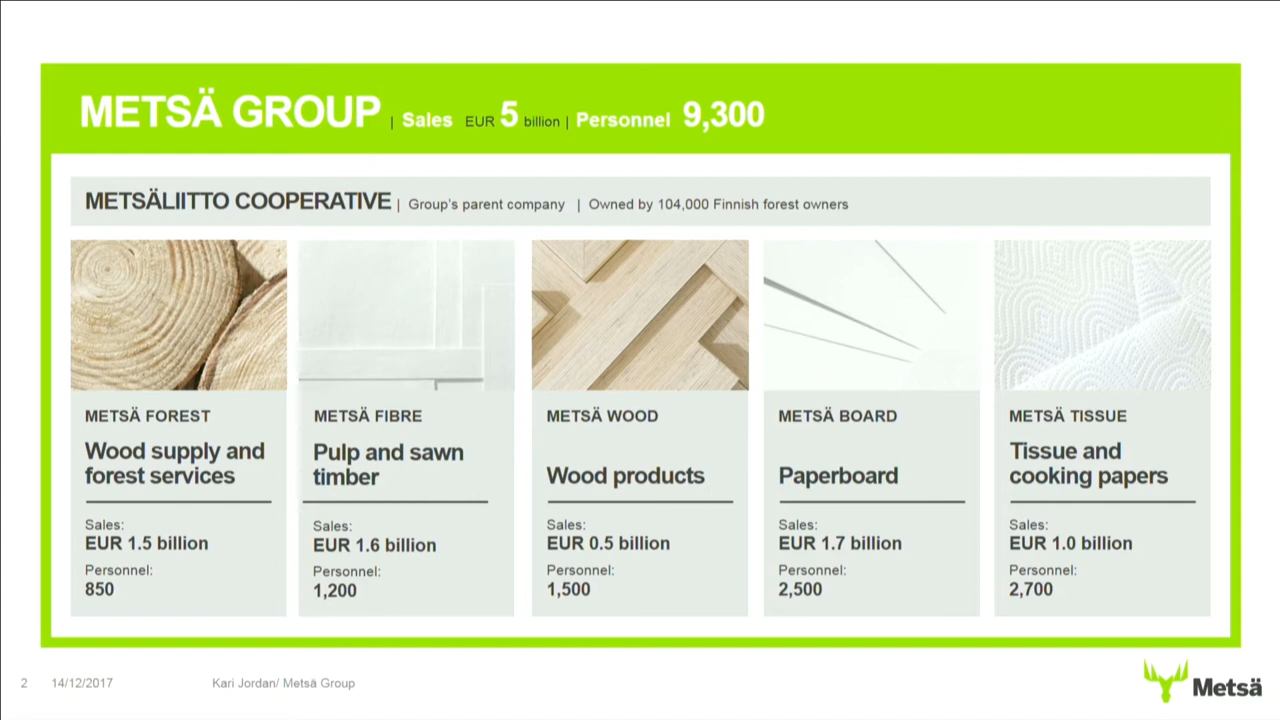 METSÄ GROUP | Sales EUR 5 billion | Personnel 9,300
METSÄLIITTO COOPERATIVE | Group's parent company | Owned by 104,000 Finnish forest owners
METSÄ FOREST
Wood supply and
forest services
Sales:
EUR 1.5 billion
Personnel:
850
METSÄ FIBRE
Pulp and sawn
timber
Sales:
EUR 1.6 billion
Personnel:
1,200
METSÄ WOOD
Wood products
Sales:
EUR 0.5 billion
Personnel:
1,500
METSÄ BOARD
Paperboard
Sales:
EUR 1.7 billion
Personnel:
2,500
METSÄ TISSUE
Tissue and
cooking papers
Sales:
EUR 1.0 billion
Personnel:
2,700
2 14/12/2017 Kari Jordan/ Metsä Group
Metsä